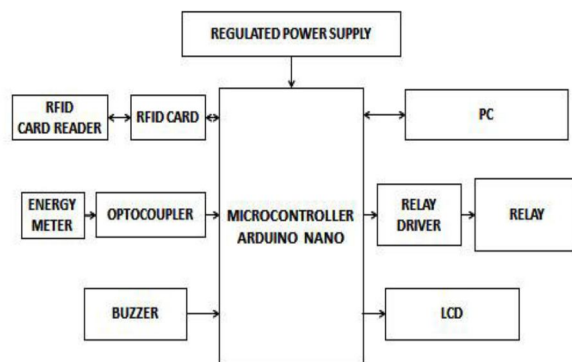 REGULATED POWER SUPPLY
RFID
CARD READER
RFID CARD
PC
ENERGY
METER
OPTOCOUPLER
MICROCONTROLLER
ARDUINO NANO
RELAY
DRIVER
RELAY
BUZZER
LCD